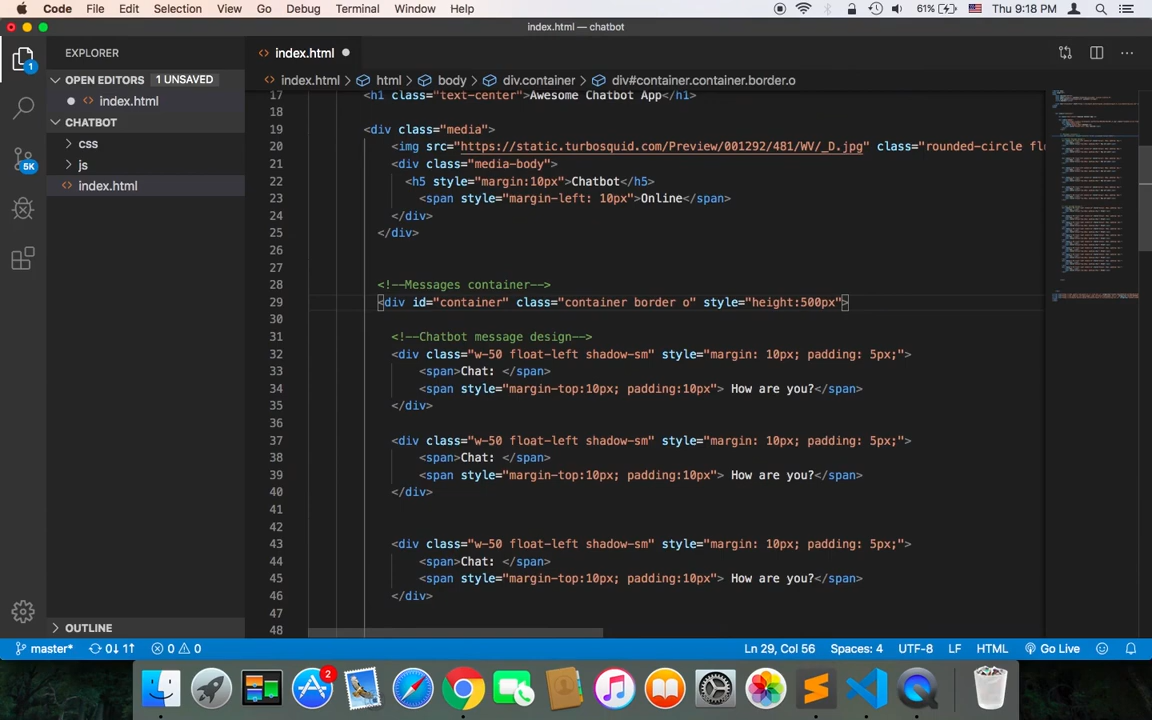 Code File Edit Selection View Go Debug Terminal Window Help 61% Thu 9:18 PM
index.html — chatbot
EXPLORER
index.html
OPEN EDITORS 1 UNSAVED
index.html > html > body > div.container > div#container.container.border.o
index.html
CHATBOT
css
js
index.html
1
5K
17 <h1 class="text-center">Awesome Chatbot App</h1>
18
19 <div class="media">
20 <img src="https://static.turbosquid.com/Preview/001292/481/WV/_D.jpg" class="rounded-circle fl
21 <div class="media-body">
22 <h5 style="margin:10px">Chatbot</h5>
23 <span style="margin-left: 10px">Online</span>
24 </div>
25 </div>
26
27
28 <!--Messages container-->
29 <div id="container" class="container border o" style="height:500px">
30
31 <!--Chatbot message design-->
32 <div class="w-50 float-left shadow-sm" style="margin: 10px; padding: 5px;">
33 <span>Chat: </span>
34 <span style="margin-top:10px; padding:10px"> How are you?</span>
35 </div>
36
37 <div class="w-50 float-left shadow-sm" style="margin: 10px; padding: 5px;">
38 <span>Chat: </span>
39 <span style="margin-top:10px; padding:10px"> How are you?</span>
40 </div>
41
42
43 <div class="w-50 float-left shadow-sm" style="margin: 10px; padding: 5px;">
44 <span>Chat: </span>
45 <span style="margin-top:10px; padding:10px"> How are you?</span>
46 </div>
47
48
OUTLINE
master* 0↓ 1↑ 0 0 Ln 29, Col 56 Spaces: 4 UTF-8 LF HTML Go Live
2